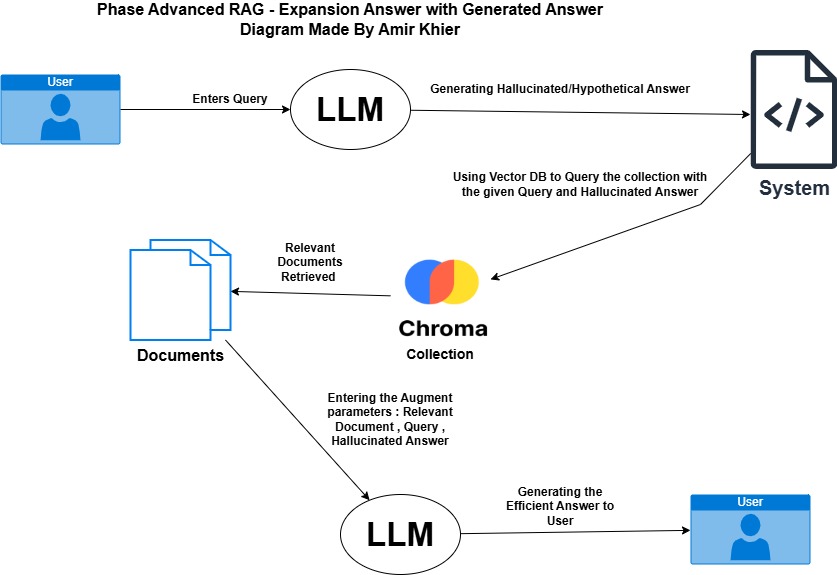 Phase Advanced RAG - Expansion Answer with Generated Answer
Diagram Made By Amir Khier
User
Enters Query
LLM
Generating Hallucinated/Hypothetical Answer
</>
System
Using Vector DB to Query the collection with
the given Query and Hallucinated Answer
Relevant
Documents
Retrieved
Chroma
Collection
Documents
Entering the Augment
parameters : Relevant
Document , Query ,
Hallucinated Answer
LLM
Generating the
Efficient Answer to
User
User